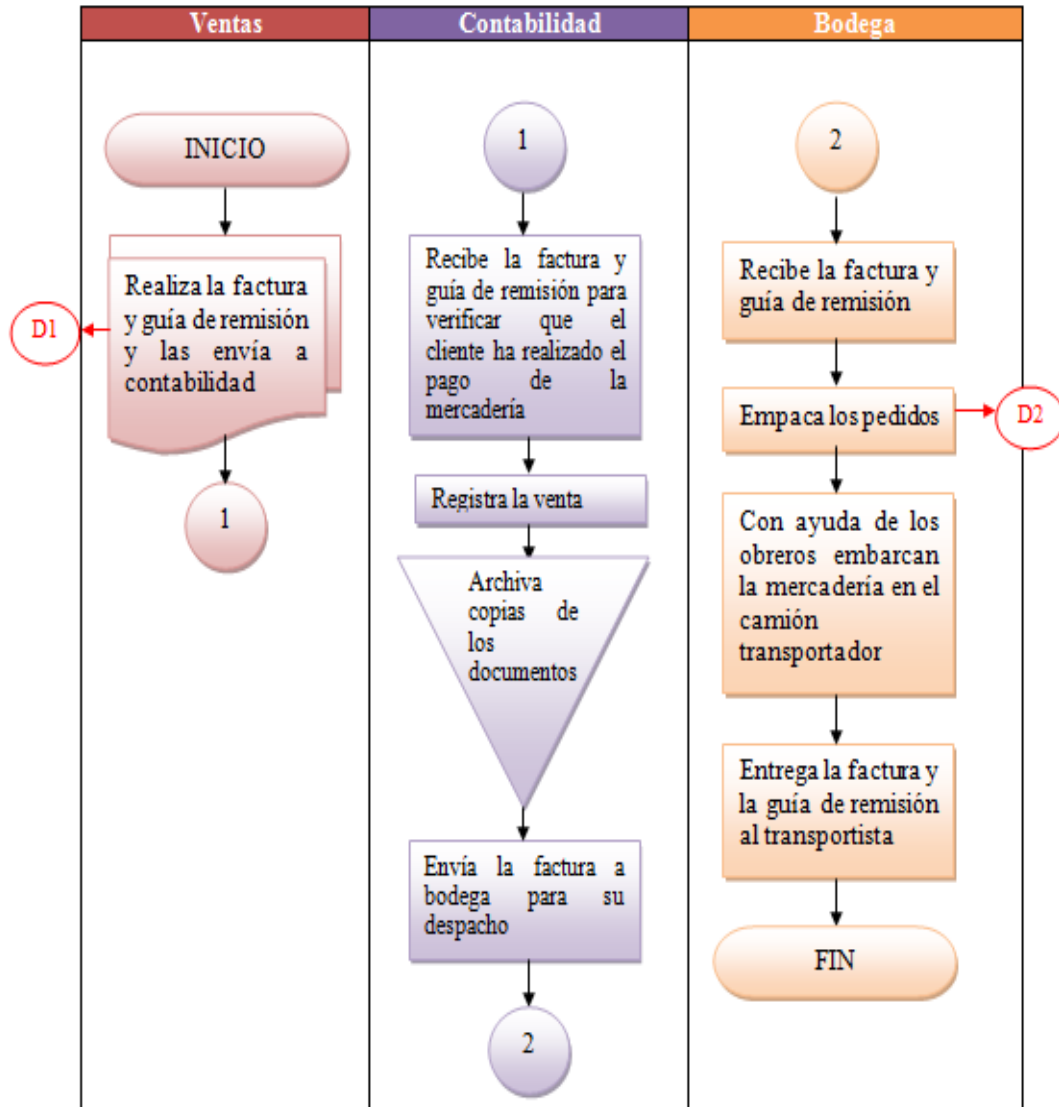 Ventas
Contabilidad
Bodega
INICIO
Realiza la factura
y guía de remisión
y las envía a
contabilidad
D1
1
1
Recibe la factura y
guía de remisión para
verificar que el
cliente ha realizado el
pago de la
mercadería
Registra la venta
Archiva
copias de
los
documentos
Envía la factura a
bodega para su
despacho
2
2
Recibe la factura y
guía de remisión
Empaca los pedidos
D2
Con ayuda de los
obreros embarcan
la mercadería en el
camión
transportador
Entrega la factura y
la guía de remisión
al transportista
FIN